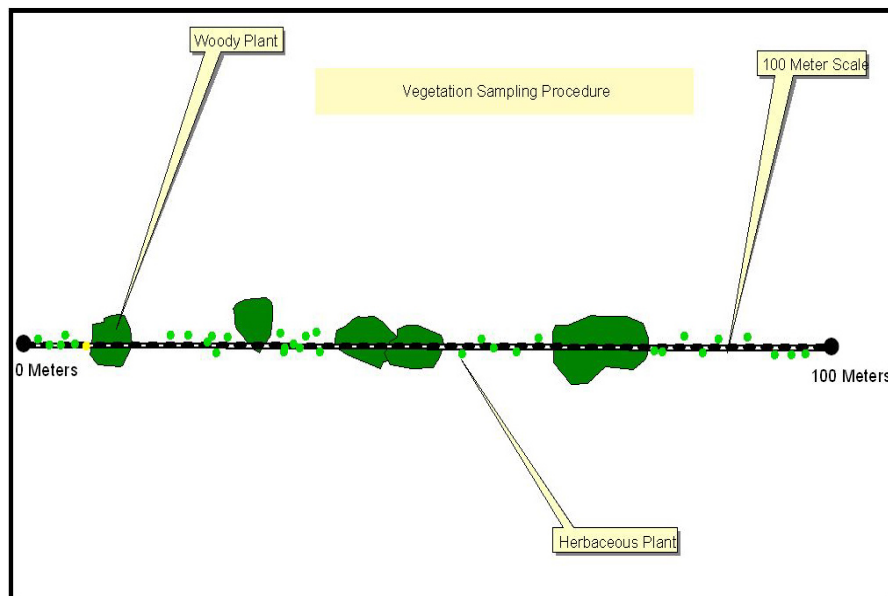 Woody Plant
100 Meter Scale
Vegetation Sampling Procedure
0 Meters
100 Meters
Herbaceous Plant